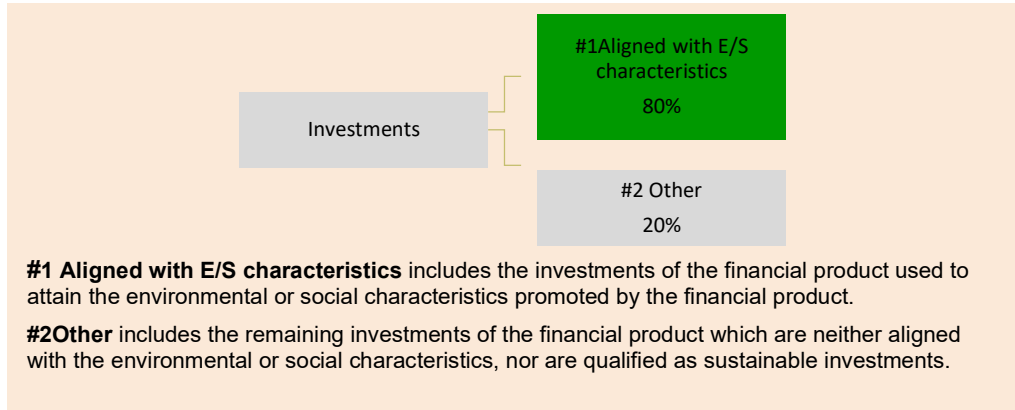 #1Aligned with E/S
characteristics
80%
Investments
#2 Other
20%
#1 Aligned with E/S characteristics includes the investments of the financial product used to
attain the environmental or social characteristics promoted by the financial product.
#2Other includes the remaining investments of the financial product which are neither aligned
with the environmental or social characteristics, nor are qualified as sustainable investments.